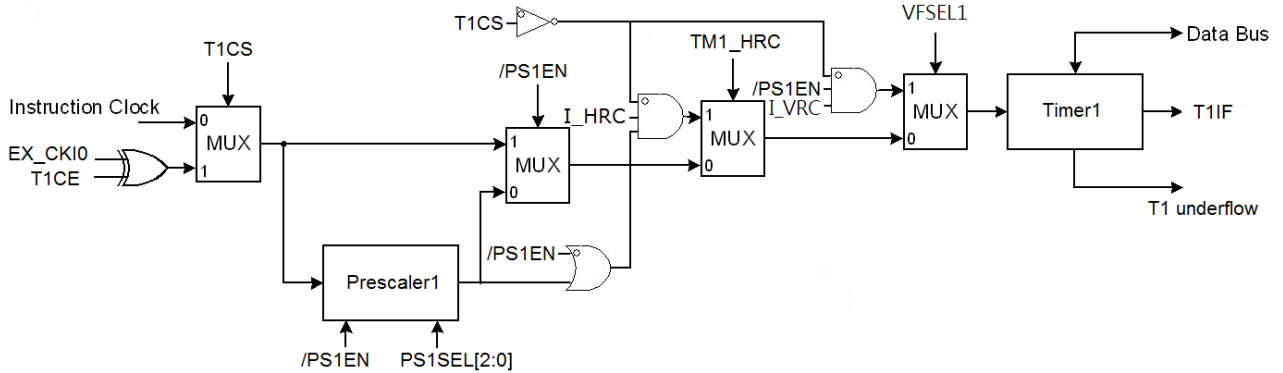 T1CS
VFSEL1
T1CS
TM1_HRC
Data Bus
/PS1EN
/PS1EN
I_VRC
Instruction Clock
0
MUX
I_HRC
1
MUX
1
MUX
Timer1
T1IF
EX_CKI0
T1CE
1
1
MUX
0
0
0
T1 underflow
/PS1EN
Prescaler1
/PS1EN
PS1SEL[2:0]